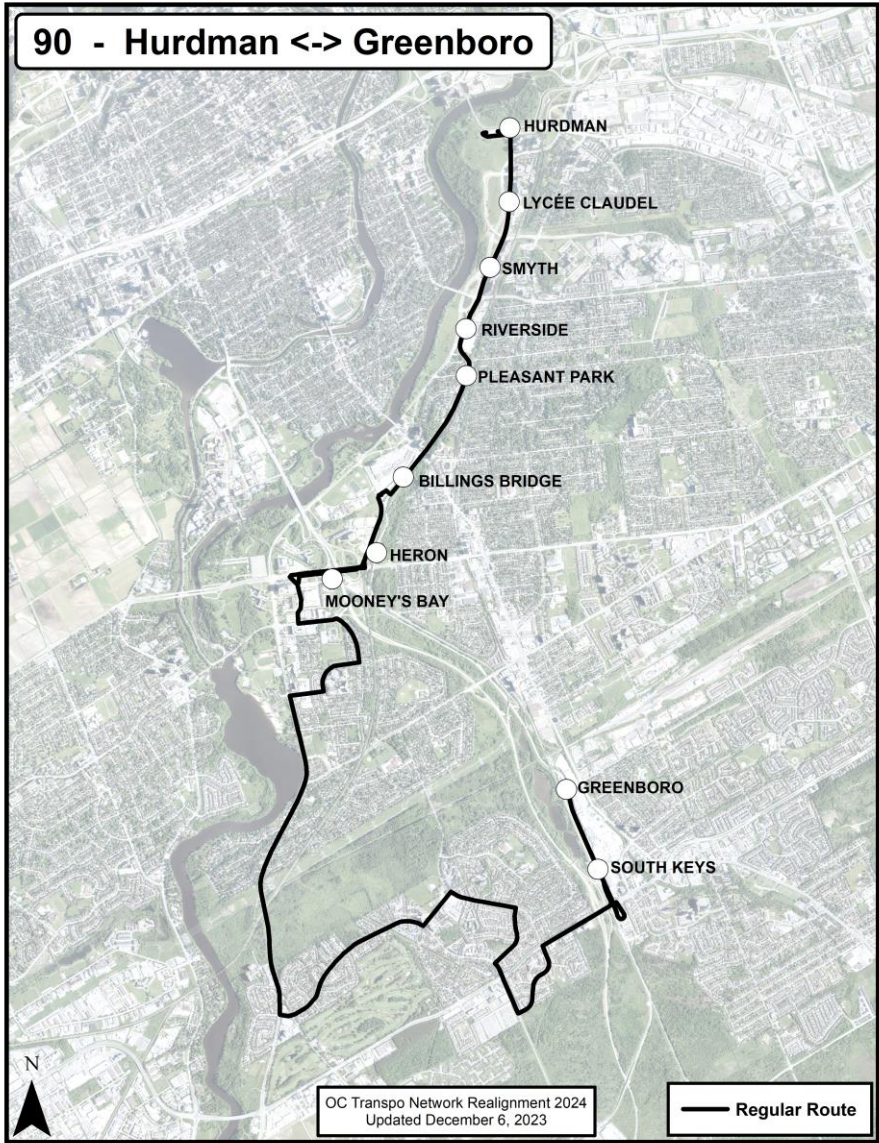 90 - Hurdman <-> Greenboro
HURDMAN
LYCÉE CLAUDEL
SMYTH
RIVERSIDE
PLEASANT PARK
BILLINGS BRIDGE
HERON
MOONEY'S BAY
GREENBORO
SOUTH KEYS
N
OC Transpo Network Realignment 2024
Updated December 6, 2023
Regular Route